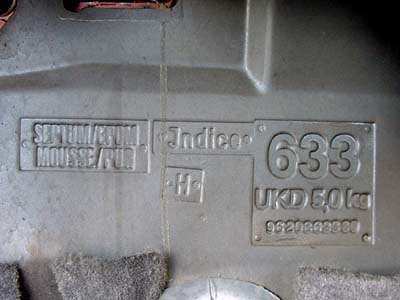 SEPTUM/EPDM
MOUSSE/PUR
Indice
H
633
UKD 5,0 kg